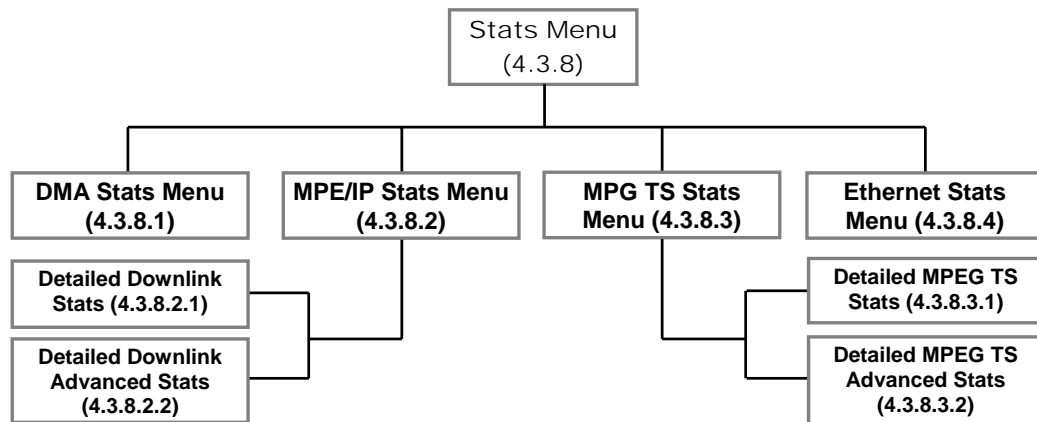 Stats Menu
(4.3.8)
DMA Stats Menu
(4.3.8.1)
MPE/IP Stats Menu
(4.3.8.2)
MPG TS Stats
Menu (4.3.8.3)
Ethernet Stats
Menu (4.3.8.4)
Detailed Downlink
Stats (4.3.8.2.1)
Detailed MPEG TS
Stats (4.3.8.3.1)
Detailed Downlink
Advanced Stats
(4.3.8.2.2)
Detailed MPEG TS
Advanced Stats
(4.3.8.3.2)